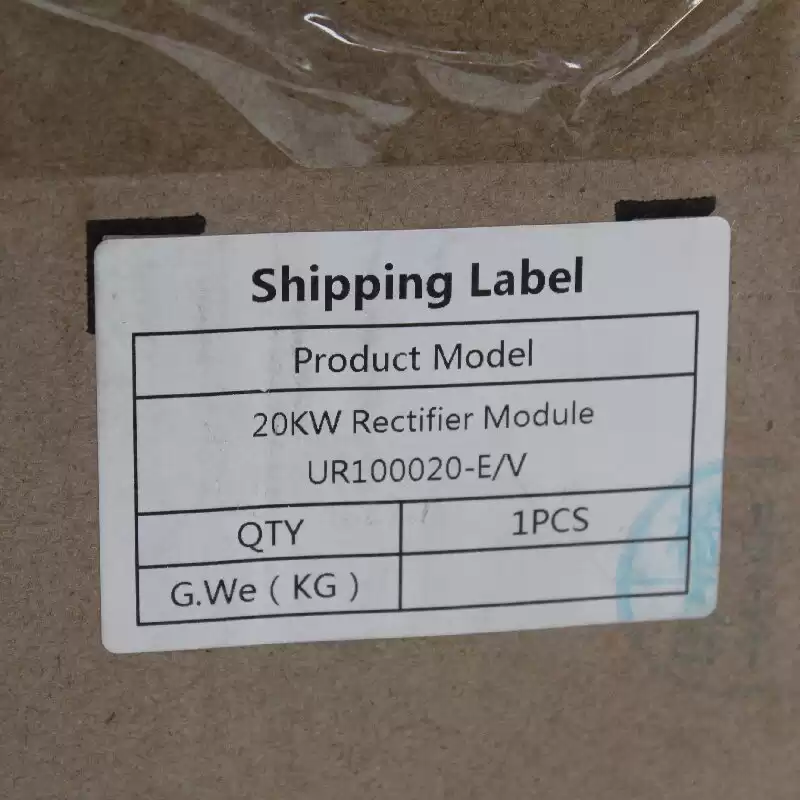 Shipping Label
Product Model
20KW Rectifier Module
UR100020-E/V
QTY 1PCS
G.We ( KG )